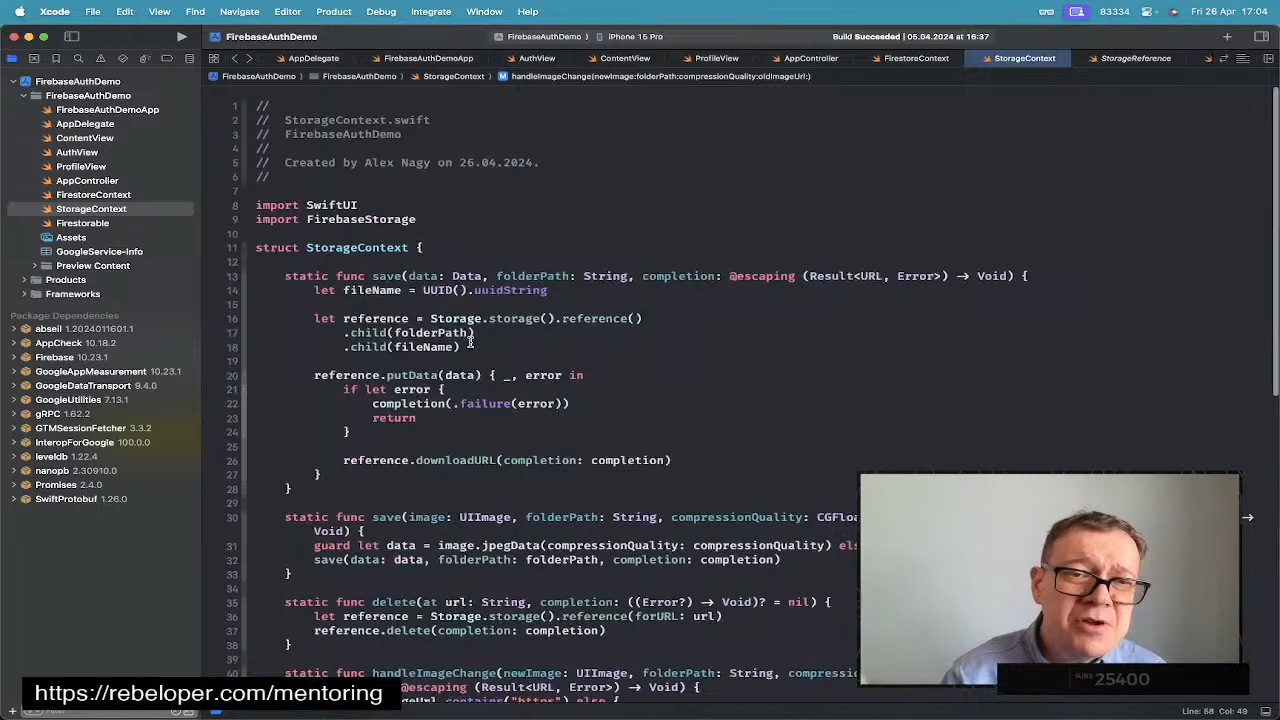 Xcode File Edit View Find Navigate Editor Product Debug Integrate Window Help 83334 Fri 26 Apr 17:04
FirebaseAuthDemo FirebaseAuthDemo iPhone 15 Pro Build Succeeded | 05.04.2024 at 16:37
AppDelegate FirebaseAuthDemoApp AuthView ContentView ProfileView AppController FirestoreContext StorageContext StorageReference
FirebaseAuthDemo FirebaseAuthDemo StorageContext M handleImageChange(newImage:folderPath:compressionQuality:oldImageUrl:)
FirebaseAuthDemo
FirebaseAuthDemo
FirebaseAuthDemoApp
AppDelegate
ContentView
AuthView
ProfileView
AppController
FirestoreContext
StorageContext
Firestorable
Assets
GoogleService-Info
Preview Content
Products
Frameworks
Package Dependencies
abseil 1.2024011601.1
AppCheck 10.18.2
Firebase 10.23.1
GoogleAppMeasurement 10.23.1
GoogleDataTransport 9.4.0
GoogleUtilities 7.13.1
gRPC 1.62.2
GTMSessionFetcher 3.3.2
InteropForGoogle 100.0.0
leveldb 1.22.4
nanopb 2.30910.0
Promises 2.4.0
SwiftProtobuf 1.26.0
1 //
2 // StorageContext.swift
3 // FirebaseAuthDemo
4 //
5 // Created by Alex Nagy on 26.04.2024.
6 //
7
8 import SwiftUI
9 import FirebaseStorage
10
11 struct StorageContext {
12
13 static func save(data: Data, folderPath: String, completion: @escaping (Result<URL, Error>) -> Void) {
14 let fileName = UUID().uuidString
15
16 let reference = Storage.storage().reference()
17 .child(folderPath)
18 .child(fileName)
19
20 reference.putData(data) { _, error in
21 if let error {
22 completion(.failure(error))
23 return
24 }
25
26 reference.downloadURL(completion: completion)
27 }
28 }
29
30 static func save(image: UIImage, folderPath: String, compressionQuality: CGFloa →
Void) {
31 guard let data = image.jpegData(compressionQuality: compressionQuality) els
32 save(data: data, folderPath: folderPath, completion: completion)
33 }
34
35 static func delete(at url: String, completion: ((Error?) -> Void)? = nil) {
36 let reference = Storage.storage().reference(forURL: url)
37 reference.delete(completion: completion)
38 }
39
40 static func handleImageChange(newImage: UIImage, folderPath: String, compressio
@escaping (Result<URL, Error>) -> Void) {
https://rebeloper.com/mentoring
SUBS: 25400
Filter
Line: 58 Col: 49